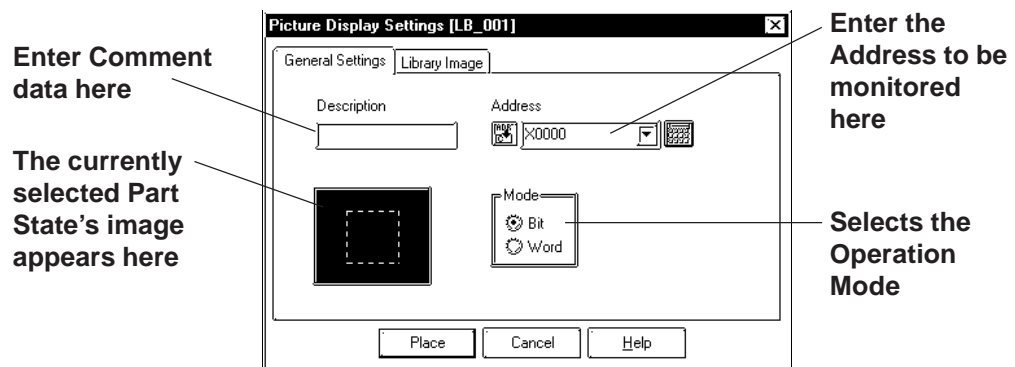 Picture Display Settings [LB_001]
General Settings
Library Image
Description
Address
X0000
Mode
Bit
Word
Place
Cancel
Help
Enter Comment
data here
The currently
selected Part
State's image
appears here
Enter the
Address to be
monitored
here
Selects the
Operation
Mode